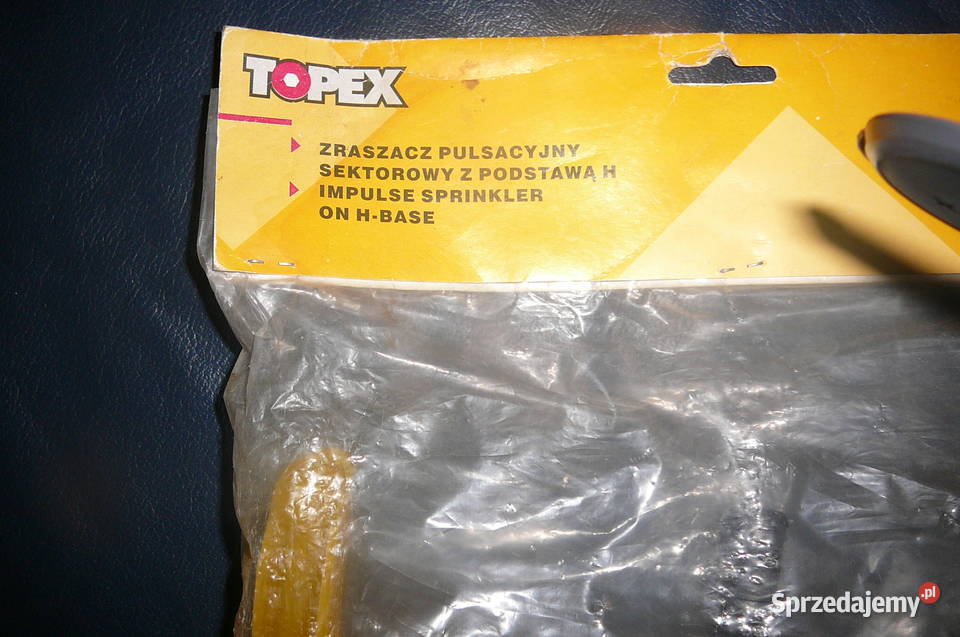 TOPEX
ZRASZACZ PULSACYJNY
SEKTOROWY Z PODSTAWĄ H
IMPULSE SPRINKLER
ON H-BASE
Sprzedajemy.pl